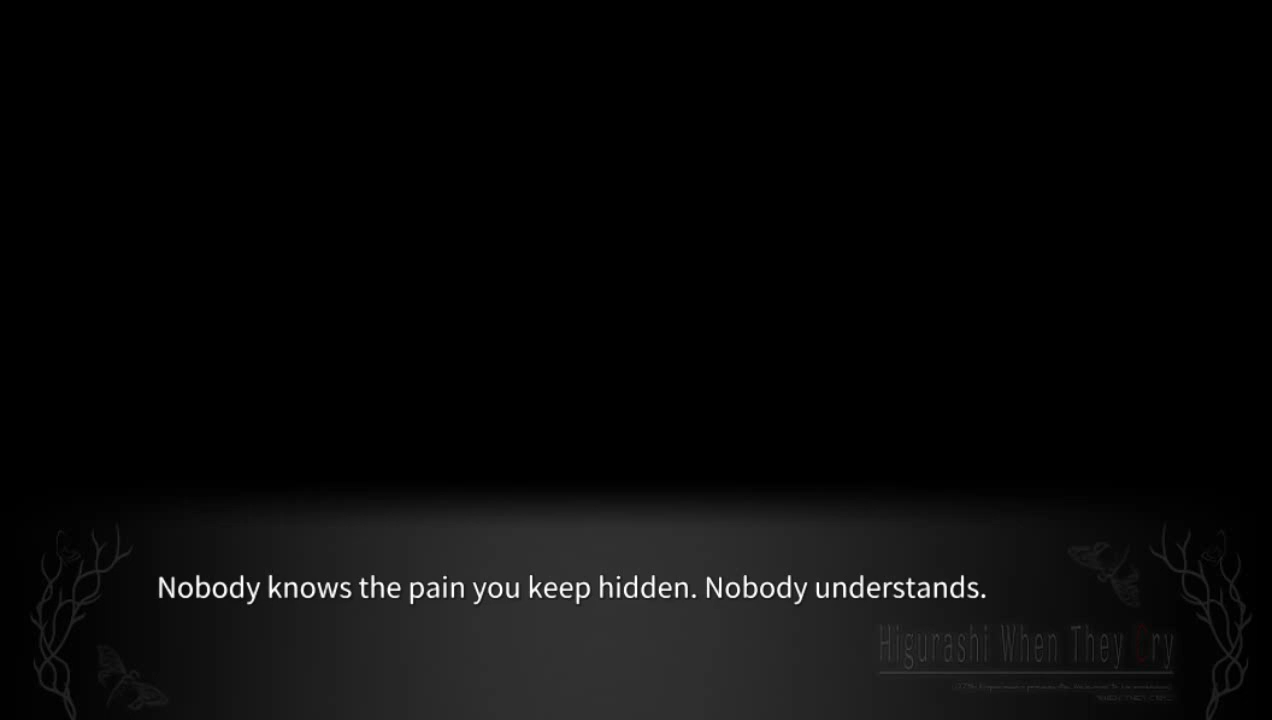 Nobody knows the pain you keep hidden. Nobody understands.
Higurashi When They Cry